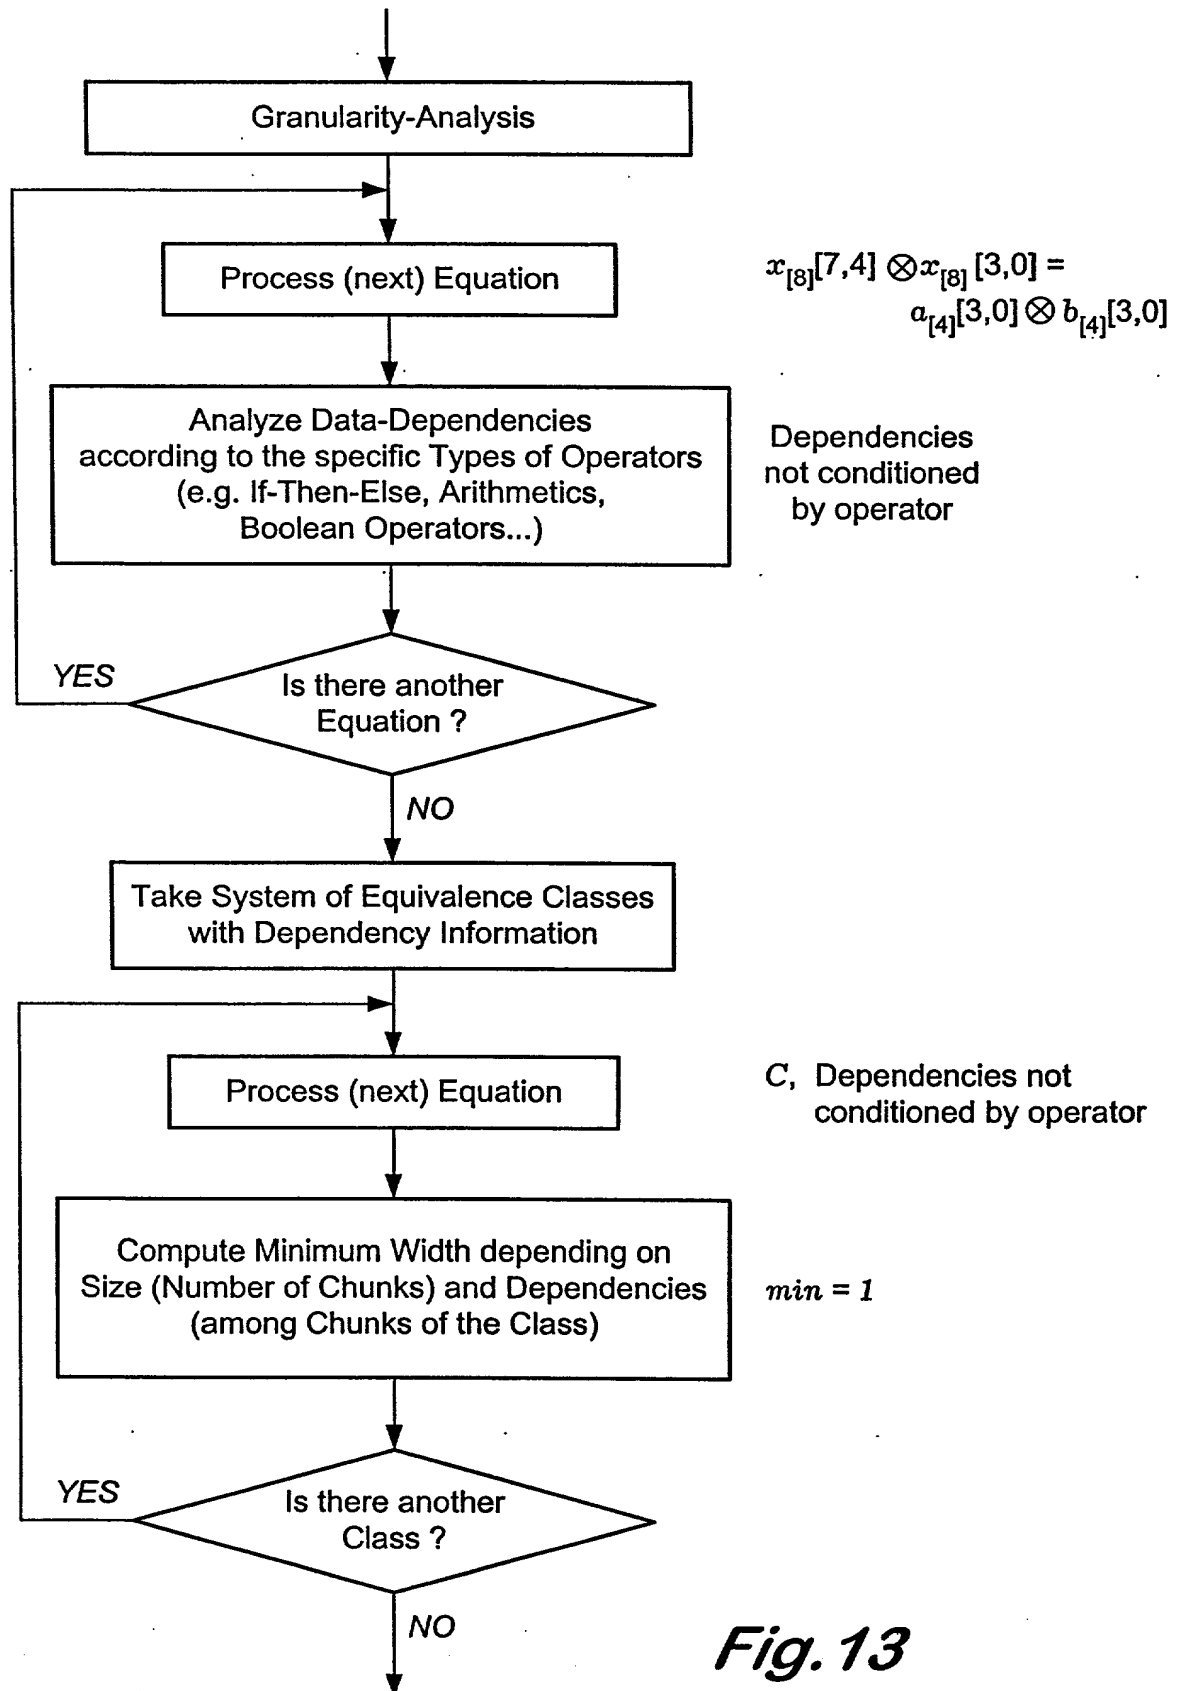 Granularity-Analysis
Process (next) Equation
x[8][7,4] ⊗ x[8] [3,0] =
a[4][3,0] ⊗ b[4][3,0]
Analyze Data-Dependencies
according to the specific Types of Operators
(e.g. If-Then-Else, Arithmetics,
Boolean Operators...)
Dependencies
not conditioned
by operator
YES
Is there another
Equation ?
NO
Take System of Equivalence Classes
with Dependency Information
Process (next) Equation
C, Dependencies not
conditioned by operator
Compute Minimum Width depending on
Size (Number of Chunks) and Dependencies
(among Chunks of the Class)
min = 1
YES
Is there another
Class ?
NO
Fig. 13